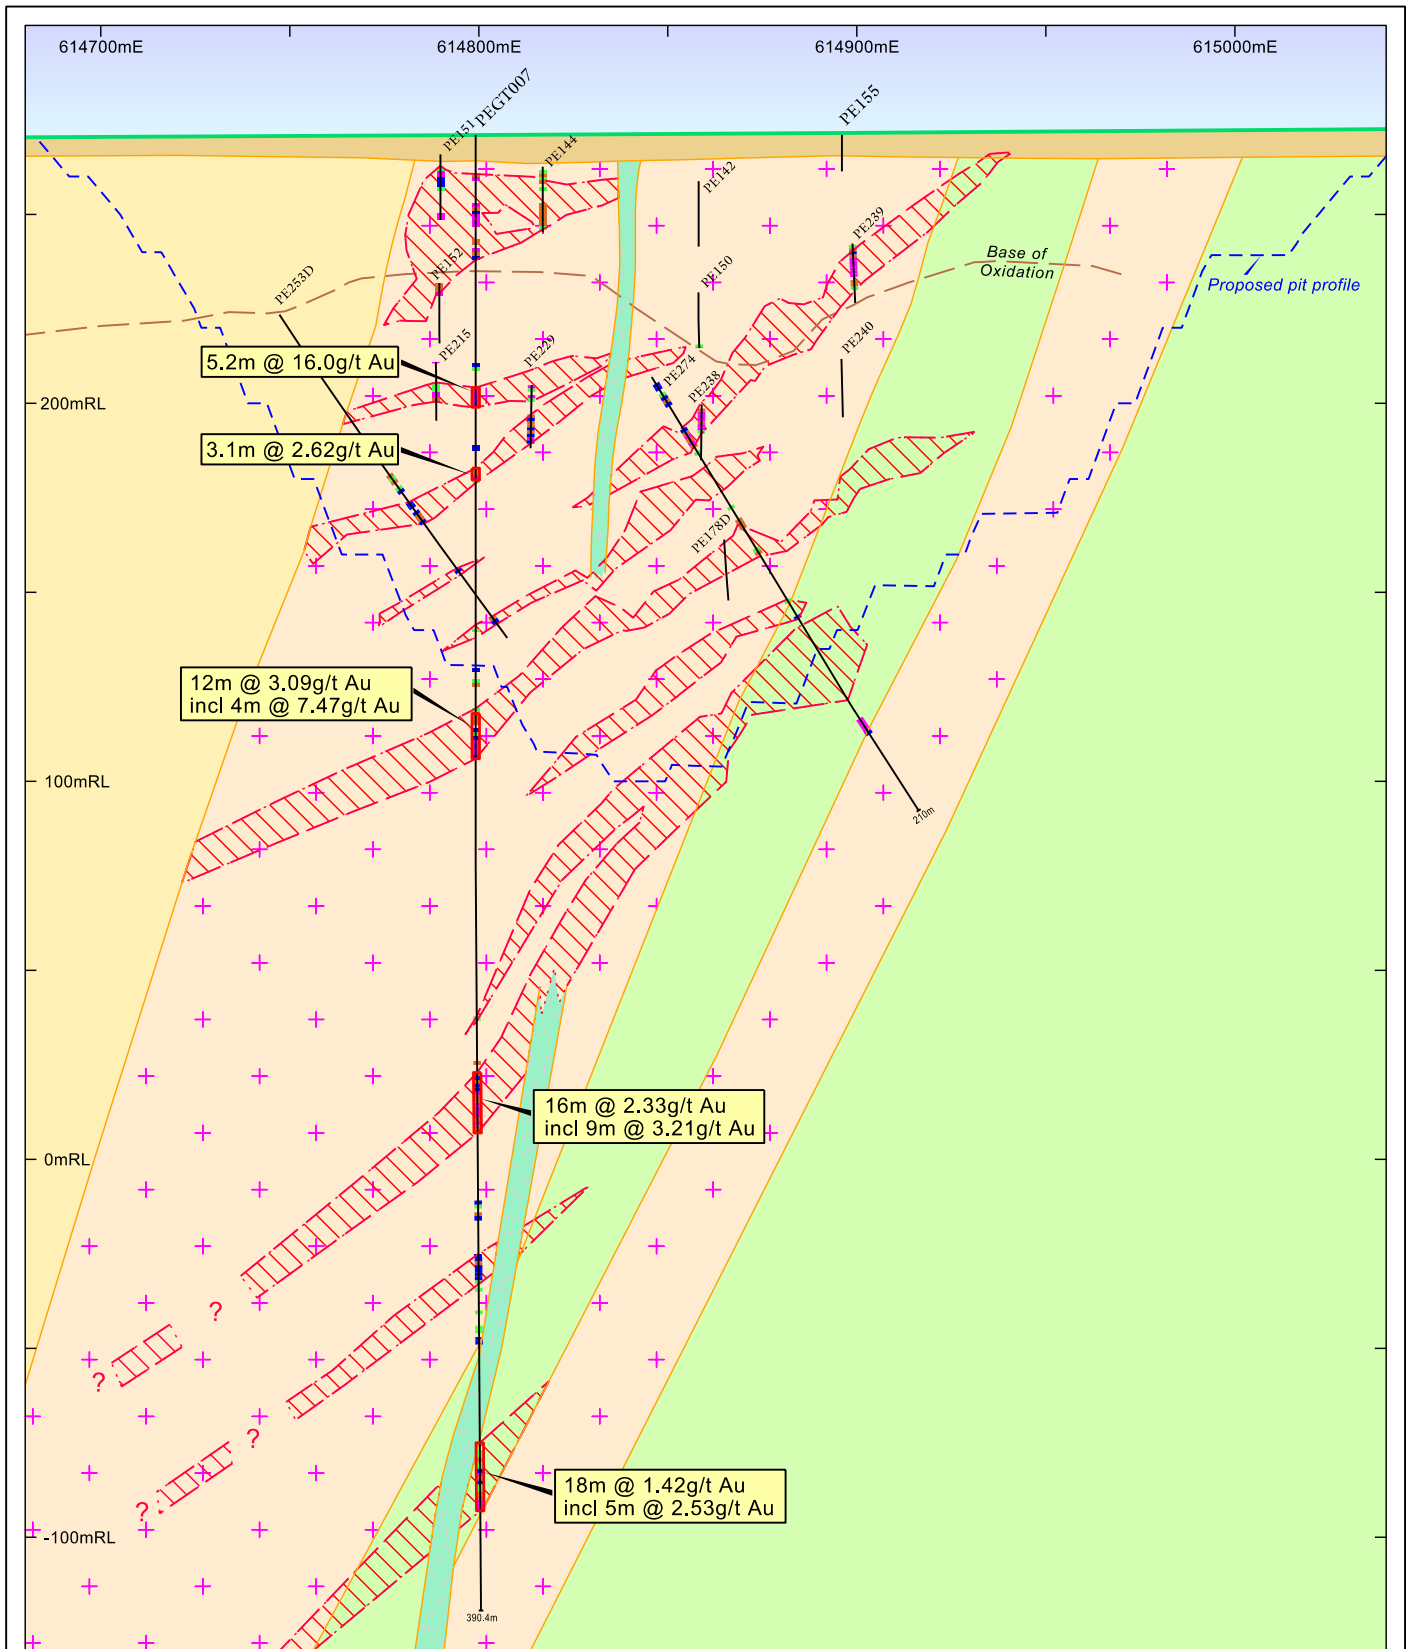 614700mE
614800mE
614900mE
615000mE
PE151
PEGT007
PE144
PE155
PE142
PE239
PE152
PE150
PE253D
Base of
Oxidation
Proposed pit profile
PE215
PE229
PE274
PE238
PE240
5.2m @ 16.0g/t Au
200mRL
3.1m @ 2.62g/t Au
PE178D
12m @ 3.09g/t Au
incl 4m @ 7.47g/t Au
100mRL
210m
16m @ 2.33g/t Au
incl 9m @ 3.21g/t Au
0mRL
?
?
?
?
18m @ 1.42g/t Au
incl 5m @ 2.53g/t Au
-100mRL
390.4m